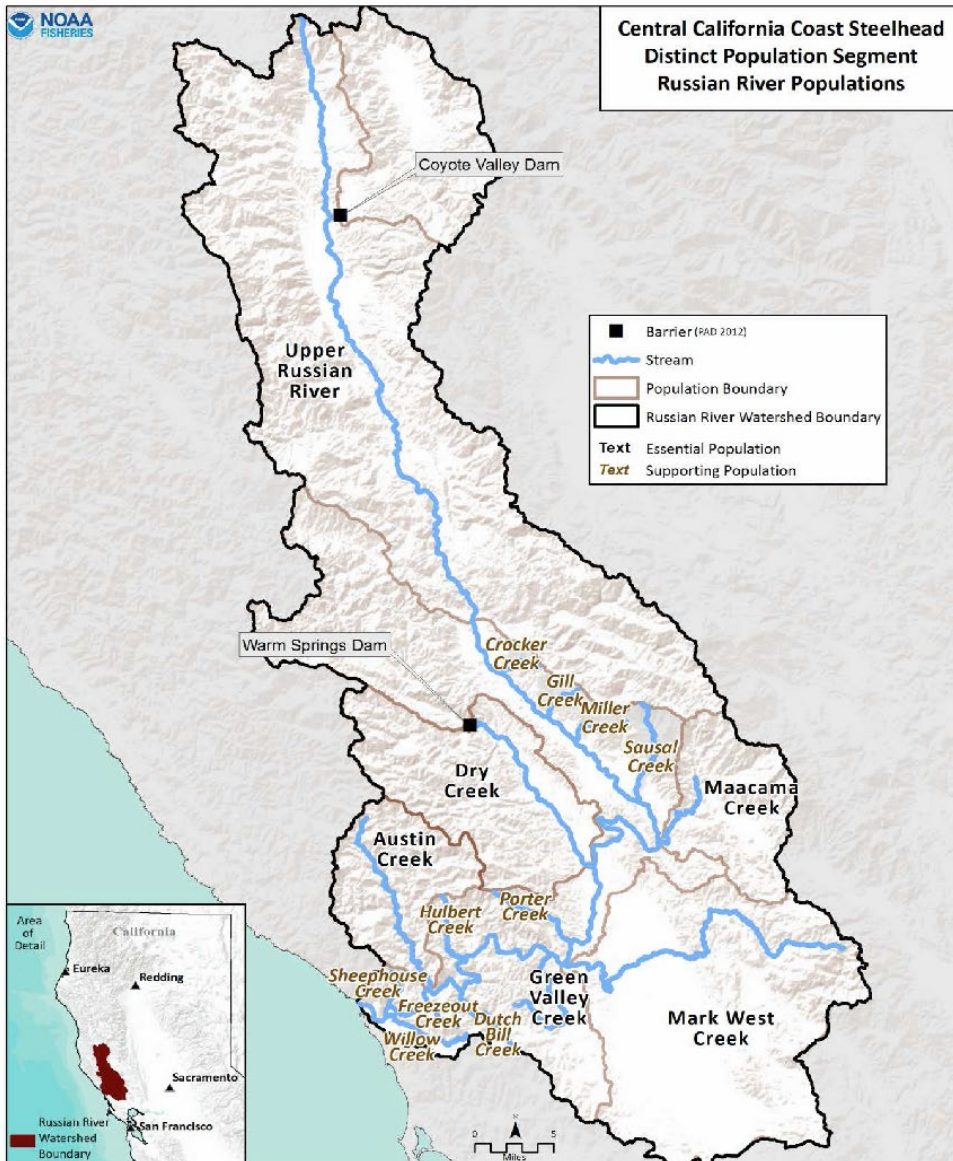 NOAA
FISHERIES
Central California Coast Steelhead
Distinct Population Segment
Russian River Populations
Coyote Valley Dam
Barrier (PAD 2012)
Stream
Population Boundary
Russian River Watershed Boundary
Text Essential Population
Text Supporting Population
Upper
Russian
River
Warm Springs Dam
Crocker
Creek
Gill
Creek
Miller
Creek
Sausal
Creek
Dry
Creek
Maacama
Creek
Austin
Creek
Porter
Creek
Hulbert
Creek
Sheephouse
Creek
Freezeout
Creek
Green
Valley
Creek
Dutch
Bill
Creek
Willow
Creek
Mark West
Creek
Area
of
Detail
California
Eureka
Redding
Sacramento
San Francisco
Russian River
Watershed
Boundary
N
0 5
Miles